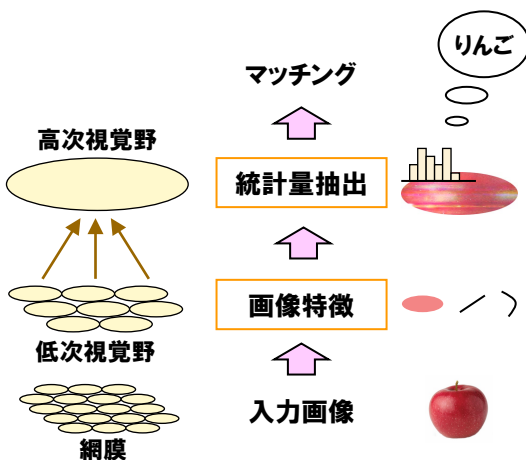 りんご
マッチング
高次視覚野
統計量抽出
画像特徴
低次視覚野
入力画像
網膜